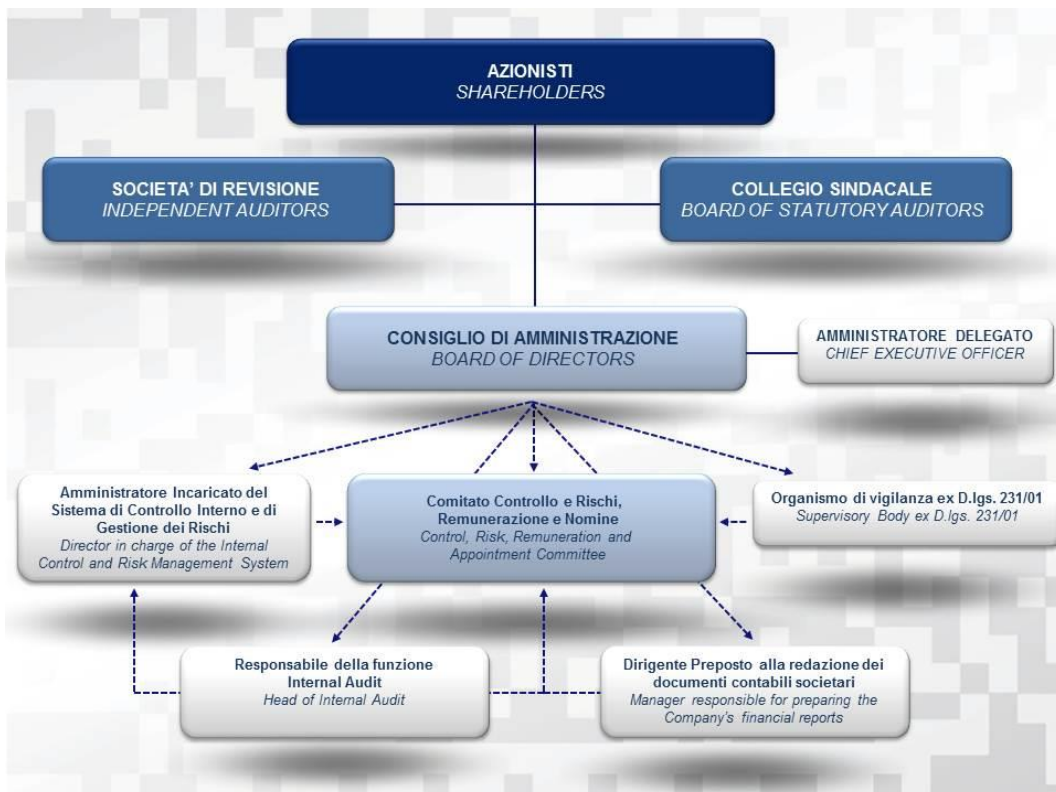 AZIONISTI
SHAREHOLDERS
SOCIETA’ DI REVISIONE
INDEPENDENT AUDITORS
COLLEGIO SINDACALE
BOARD OF STATUTORY AUDITORS
CONSIGLIO DI AMMINISTRAZIONE
BOARD OF DIRECTORS
AMMINISTRATORE DELEGATO
CHIEF EXECUTIVE OFFICER
Amministratore Incaricato del
Sistema di Controllo Interno e di
Gestione dei Rischi
Director in charge of the Internal
Control and Risk Management System
Comitato Controllo e Rischi,
Remunerazione e Nomine
Control, Risk, Remuneration and
Appointment Committee
Organismo di vigilanza ex D.lgs. 231/01
Supervisory Body ex D.lgs. 231/01
Responsabile della funzione
Internal Audit
Head of Internal Audit
Dirigente Preposto alla redazione dei
documenti contabili societari
Manager responsible for preparing the
Company’s financial reports